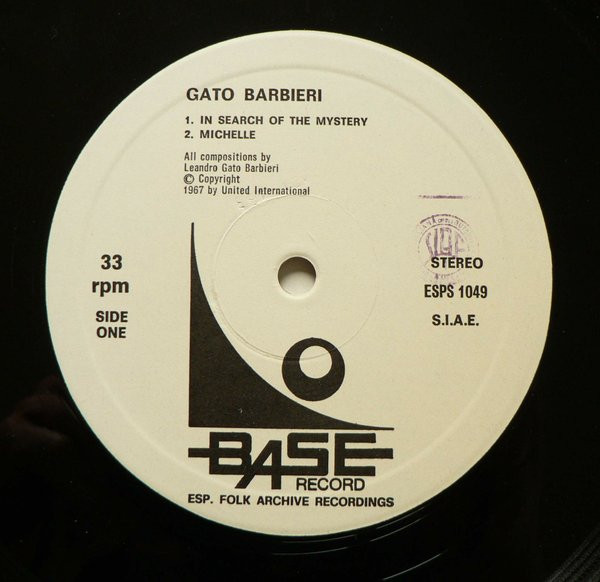 GATO BARBIERI
1. IN SEARCH OF THE MYSTERY
2. MICHELLE
All compositions by
Leandro Gato Barbieri
© Copyright
1967 by United International
33
rpm
SIDE
ONE
STEREO
ESPS 1049
S.I.A.E.
BASE
RECORD
ESP. FOLK ARCHIVE RECORDINGS